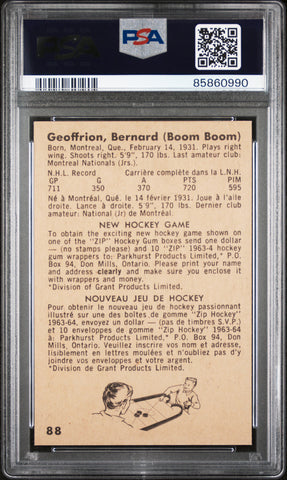 PSA
PSA
85860990
Geoffrion, Bernard (Boom Boom)
Born, Montreal, Que., February 14, 1931. Plays right
wing. Shoots right. 5'9", 170 lbs. Last amateur club:
Montreal Nationals (Jrs.).
N.H.L. Record Carrière complète dans la L.N.H.
GP G A PTS PIM
711 350 370 720 595
Né à Montréal, Qué. le 14 février 1931. Joue à l'aile
droite. Lance à droite. 5'9", 170 lbs. Dernier club
amateur: National (Jr) de Montréal.
NEW HOCKEY GAME
To obtain the exciting new hockey game shown on
one of the "ZIP" Hockey Gum boxes send one dollar
— (no stamps please) and 10 "ZIP" 1963-4 hockey
gum wrappers to: Parkhurst Products Limited,* P.O.
Box 94, Don Mills, Ontario. Please print your name and
address clearly and make sure you enclose it
with wrappers and money.
*Division of Grant Products Limited.
NOUVEAU JEU DE HOCKEY
Pour obtenir le nouveau jeu de hockey passionnant
illustré sur une des boîtes de gomme "Zip Hockey"
1963-64, envoyez un dollar — (pas de timbres S.V.P.)
et 10 enveloppes de gomme "Zip Hockey" 1963-64
à: Parkhurst Products Limited,* P.O. Box 94, Don
Mills, Ontario. S'il vous plait, écrivez lisiblement,
en lettres moulées et n'oubliez pas d'y
enclore les enveloppes et votre argent.
*Division de Grant Products Limited.
88